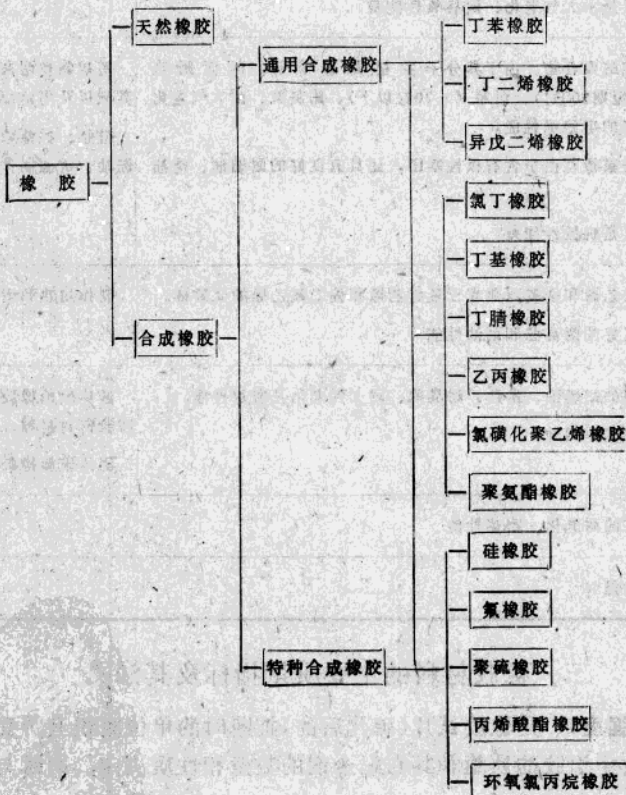 橡胶
天然橡胶
合成橡胶
通用合成橡胶
特种合成橡胶
丁苯橡胶
丁二烯橡胶
异戊二烯橡胶
氯丁橡胶
丁基橡胶
丁腈橡胶
乙丙橡胶
氯磺化聚乙烯橡胶
聚氨酯橡胶
硅橡胶
氟橡胶
聚硫橡胶
丙烯酸酯橡胶
环氧氯丙烷橡胶